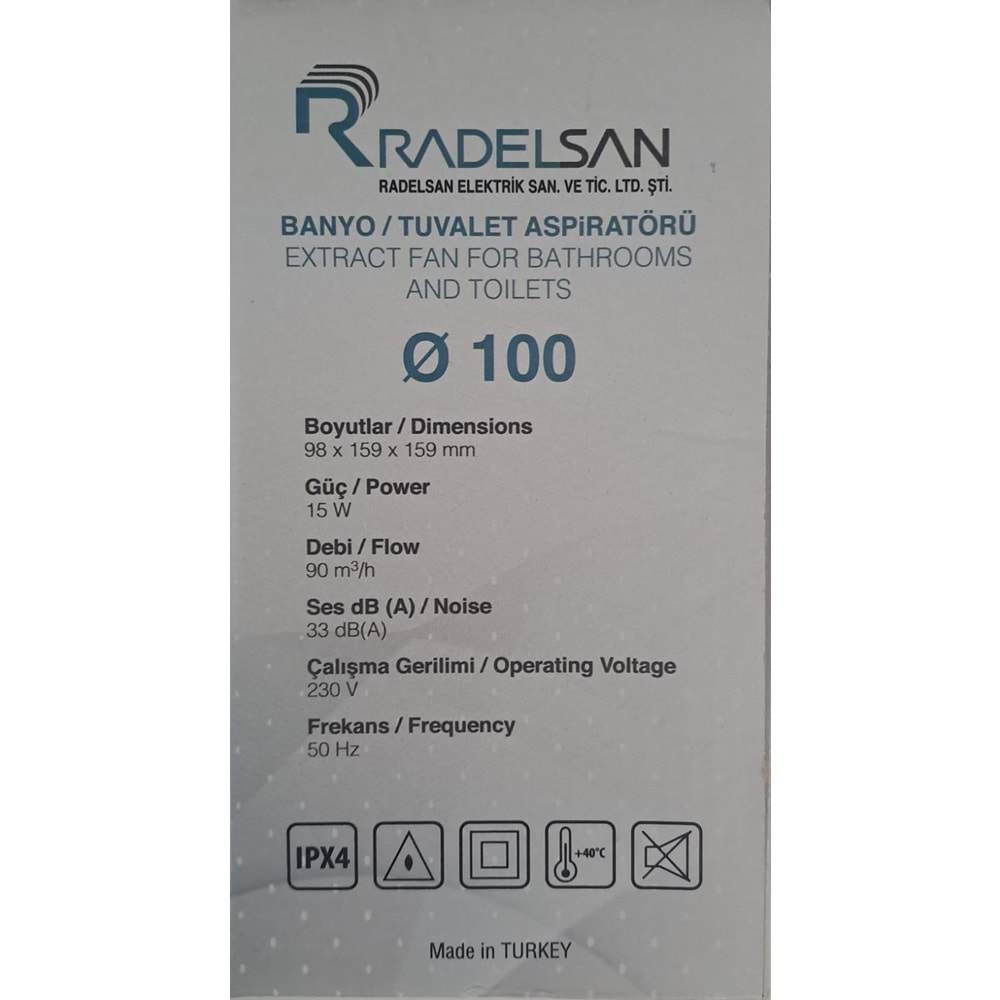 RADELSAN
RADELSAN ELEKTRİK SAN. VE TİC. LTD. ŞTİ.
BANYO / TUVALET ASPiRATÖRÜ
EXTRACT FAN FOR BATHROOMS
AND TOILETS
Ø 100
Boyutlar / Dimensions
98 x 159 x 159 mm
Güç / Power
15 W
Debi / Flow
90 m³/h
Ses dB (A) / Noise
33 dB(A)
Çalışma Gerilimi / Operating Voltage
230 V
Frekans / Frequency
50 Hz
IPX4 +40°C
Made in TURKEY